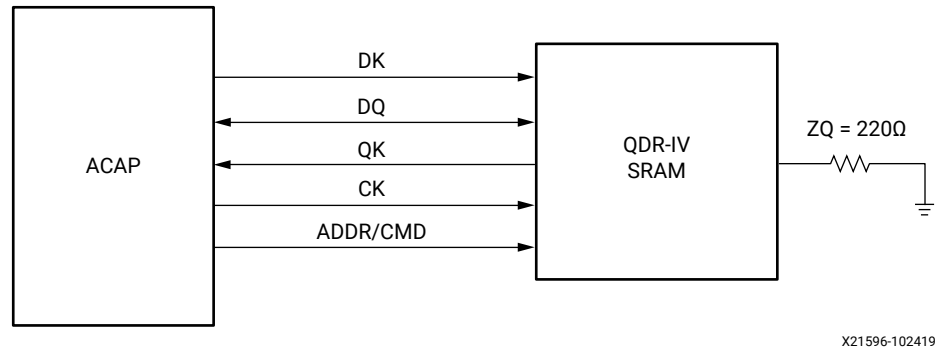 ACAP
DK
DQ
QK
CK
ADDR/CMD
QDR-IV
SRAM
ZQ = 220Ω
X21596-102419